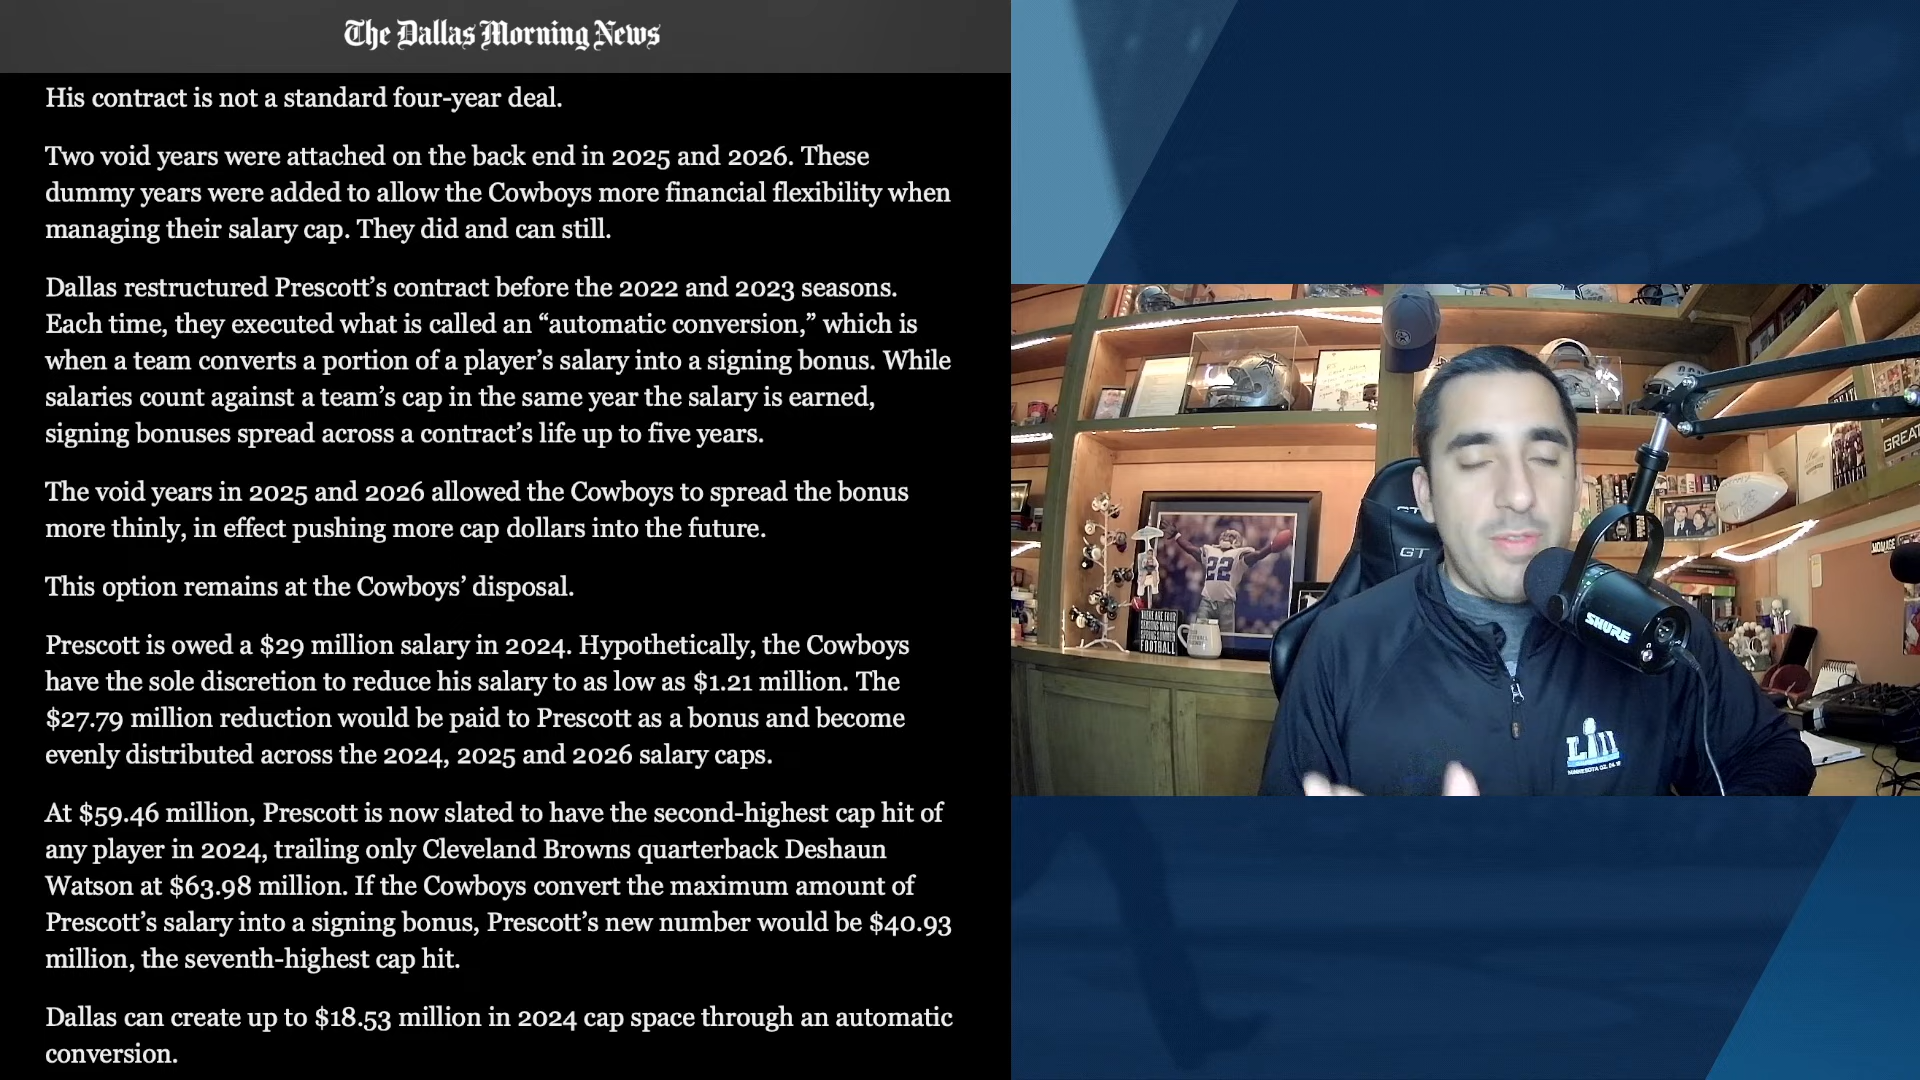 The Dallas Morning News
His contract is not a standard four-year deal.
Two void years were attached on the back end in 2025 and 2026. These
dummy years were added to allow the Cowboys more financial flexibility when
managing their salary cap. They did and can still.
Dallas restructured Prescott’s contract before the 2022 and 2023 seasons.
Each time, they executed what is called an “automatic conversion,” which is
when a team converts a portion of a player’s salary into a signing bonus. While
salaries count against a team’s cap in the same year the salary is earned,
signing bonuses spread across a contract’s life up to five years.
The void years in 2025 and 2026 allowed the Cowboys to spread the bonus
more thinly, in effect pushing more cap dollars into the future.
This option remains at the Cowboys’ disposal.
Prescott is owed a $29 million salary in 2024. Hypothetically, the Cowboys
have the sole discretion to reduce his salary to as low as $1.21 million. The
$27.79 million reduction would be paid to Prescott as a bonus and become
evenly distributed across the 2024, 2025 and 2026 salary caps.
At $59.46 million, Prescott is now slated to have the second-highest cap hit of
any player in 2024, trailing only Cleveland Browns quarterback Deshaun
Watson at $63.98 million. If the Cowboys convert the maximum amount of
Prescott’s salary into a signing bonus, Prescott’s new number would be $40.93
million, the seventh-highest cap hit.
Dallas can create up to $18.53 million in 2024 cap space through an automatic
conversion.
GREAT
GT
22
FOOTBALL
SHURE
LII
MINNESOTA 02.04.18